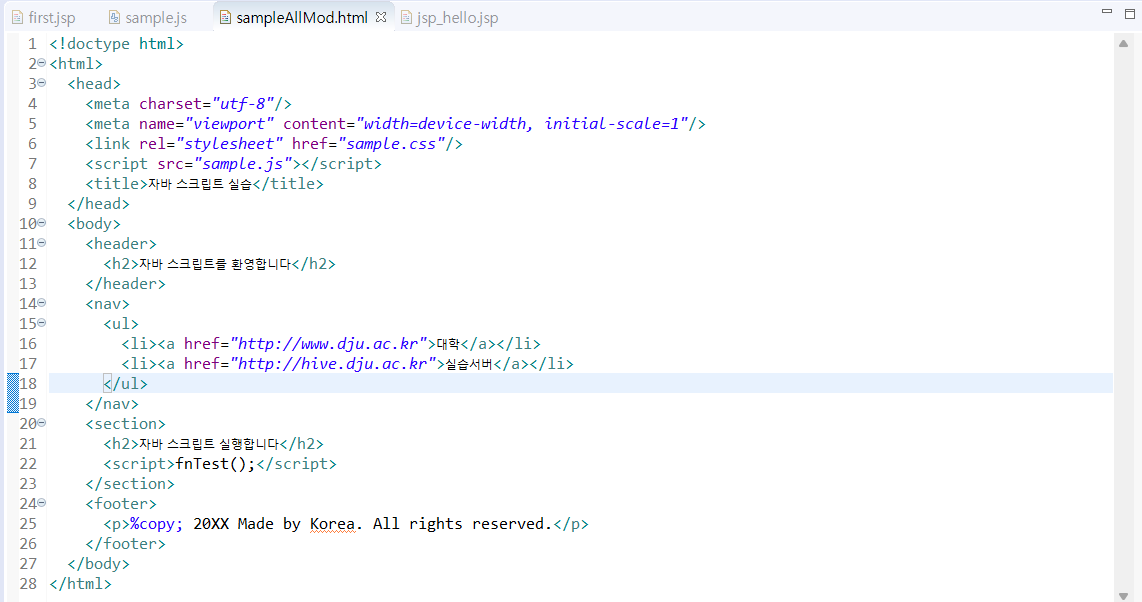 first.jsp sample.js sampleAllMod.html jsp_hello.jsp
1 <!doctype html>
2 <html>
3 <head>
4 <meta charset="utf-8"/>
5 <meta name="viewport" content="width=device-width, initial-scale=1"/>
6 <link rel="stylesheet" href="sample.css"/>
7 <script src="sample.js"></script>
8 <title>자바 스크립트 실습</title>
9 </head>
10 <body>
11 <header>
12 <h2>자바 스크립트를 환영합니다</h2>
13 </header>
14 <nav>
15 <ul>
16 <li><a href="http://www.dju.ac.kr">대학</a></li>
17 <li><a href="http://hive.dju.ac.kr">실습서버</a></li>
18 </ul>
19 </nav>
20 <section>
21 <h2>자바 스크립트 실행합니다</h2>
22 <script>fnTest();</script>
23 </section>
24 <footer>
25 <p>%copy; 20XX Made by Korea. All rights reserved.</p>
26 </footer>
27 </body>
28 </html>